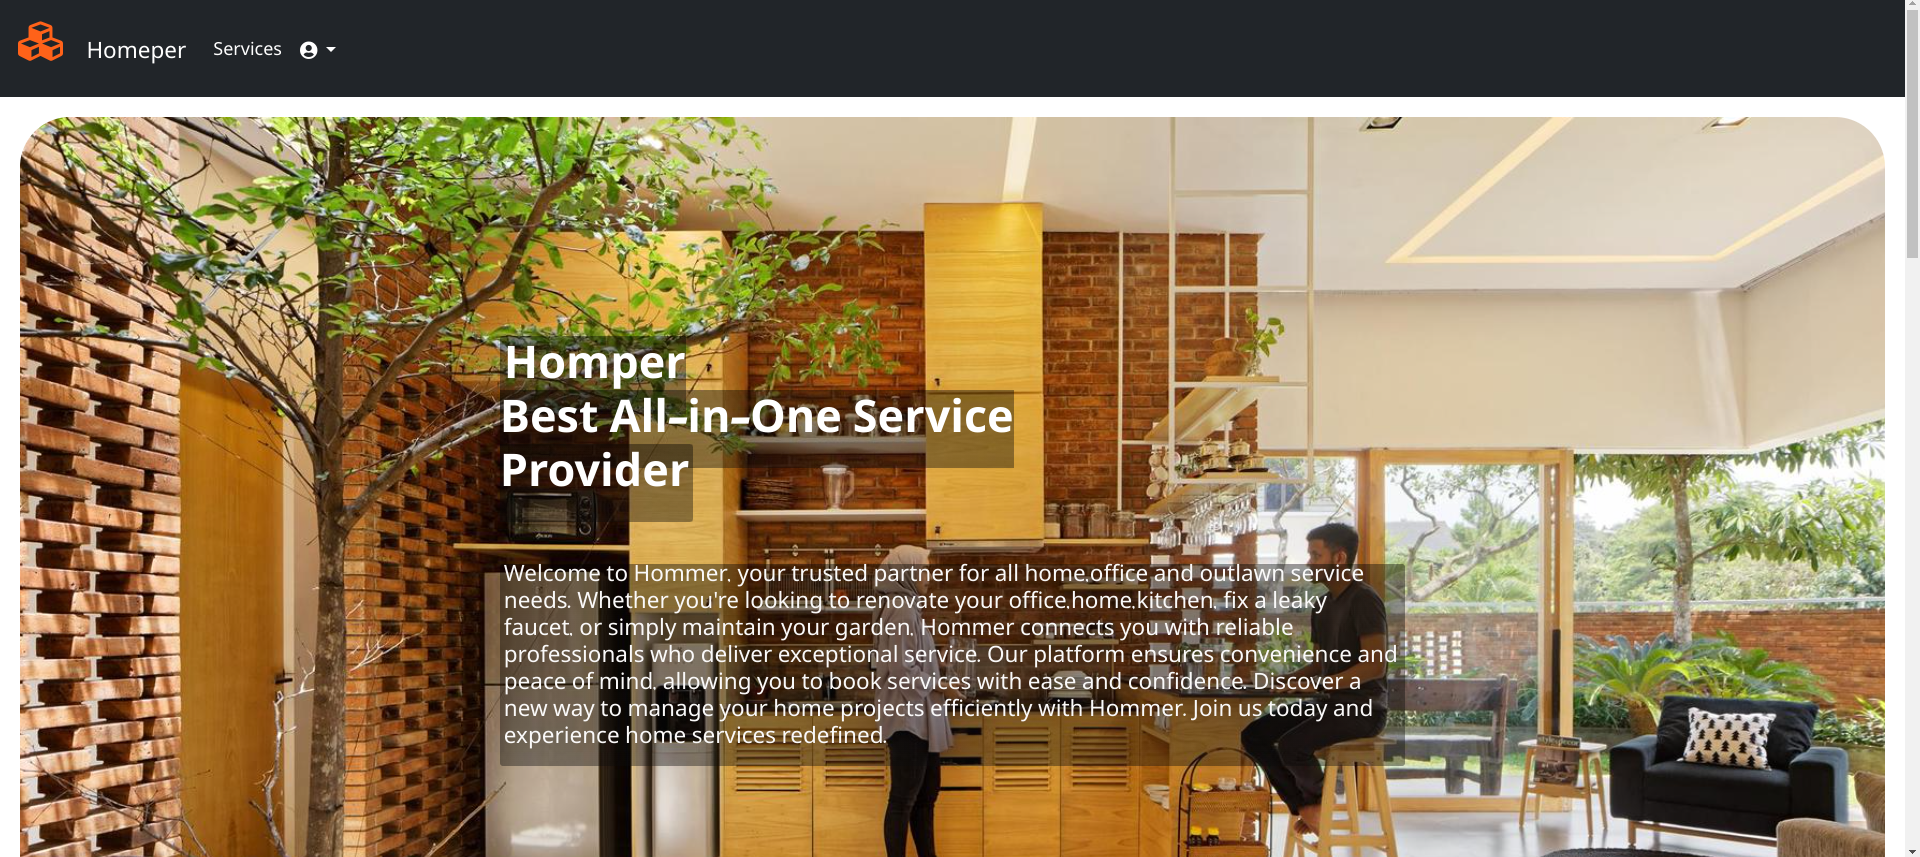 Homeper
Services
Homper
Best All-in-One Service
Provider
Welcome to Hommer, your trusted partner for all home,office and outlawn service
needs. Whether you're looking to renovate your office,home,kitchen, fix a leaky
faucet, or simply maintain your garden, Hommer connects you with reliable
professionals who deliver exceptional service. Our platform ensures convenience and
peace of mind, allowing you to book services with ease and confidence. Discover a
new way to manage your home projects efficiently with Hommer. Join us today and
experience home services redefined.